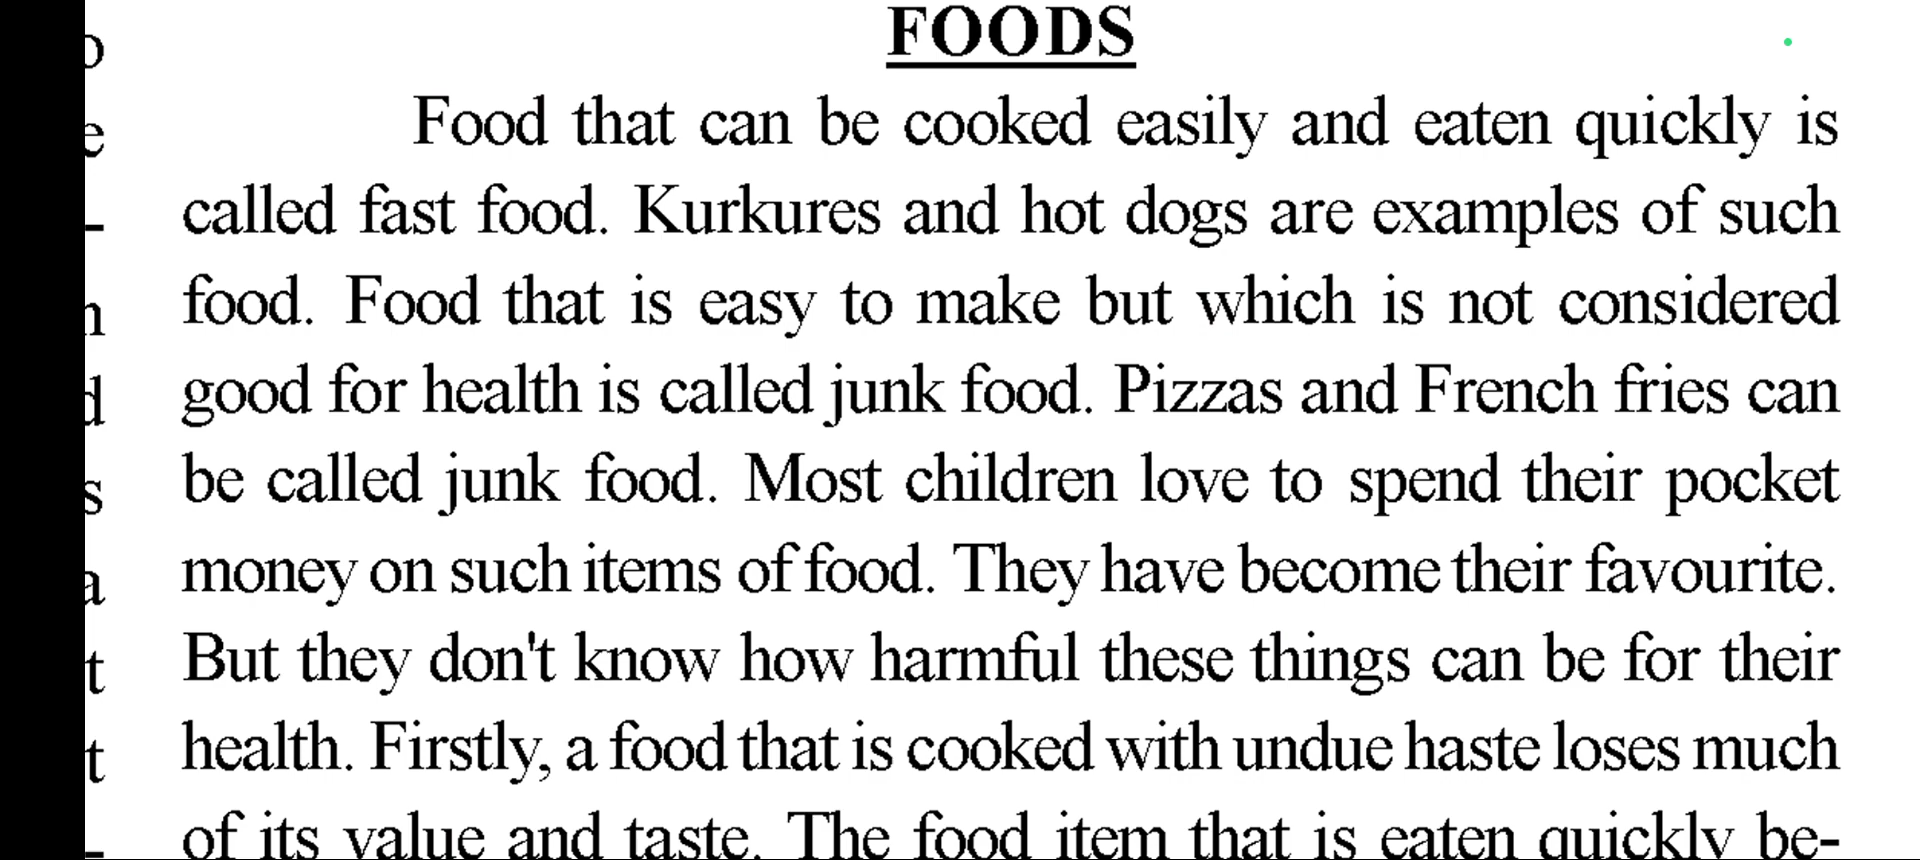 FOODS
Food that can be cooked easily and eaten quickly is
called fast food. Kurkures and hot dogs are examples of such
food. Food that is easy to make but which is not considered
good for health is called junk food. Pizzas and French fries can
be called junk food. Most children love to spend their pocket
money on such items of food. They have become their favourite.
But they don't know how harmful these things can be for their
health. Firstly, a food that is cooked with undue haste loses much
of its value and taste. The food item that is eaten quickly be-